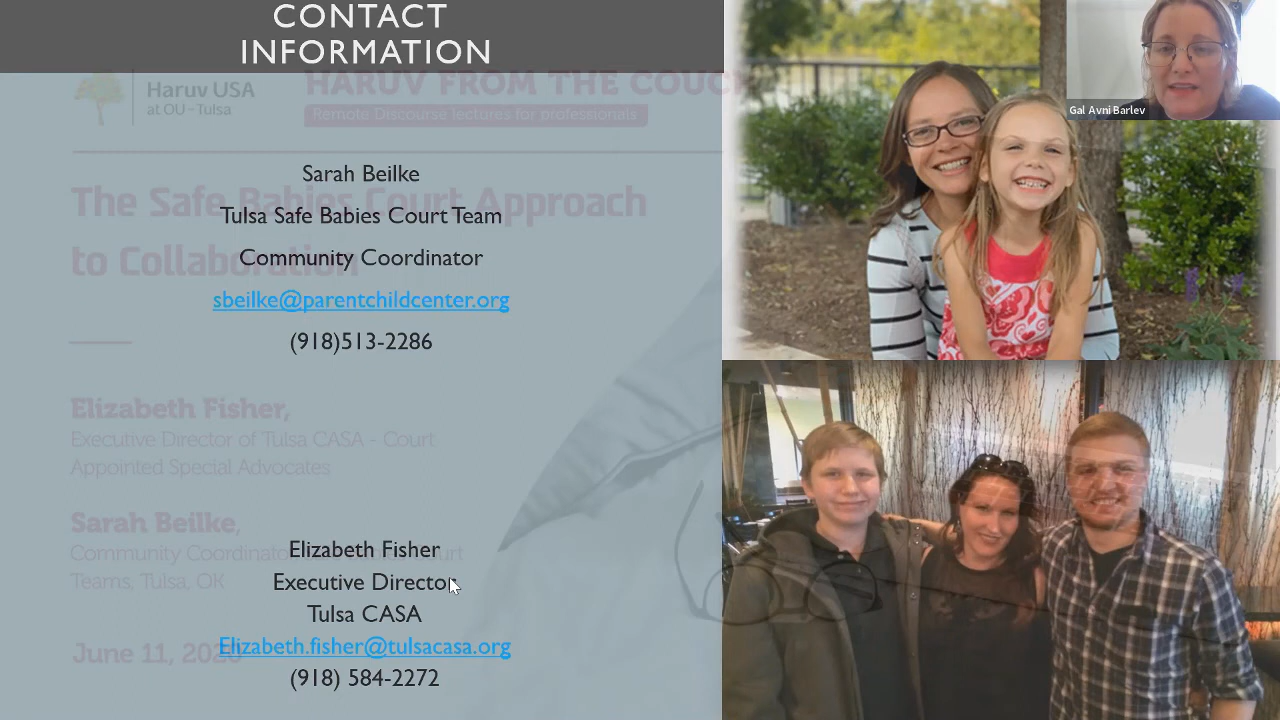 CONTACT
INFORMATION
Haruv USA
at OU-Tulsa
HARUV FROM THE COUCH
Remote Discourse lectures for professionals
Gal Avni Barlev
The Safe Babies Court Approach
to Collaboration
Sarah Beilke
Tulsa Safe Babies Court Team
Community Coordinator
sbeilke@parentchildcenter.org
(918)513-2286
Elizabeth Fisher,
Executive Director of Tulsa CASA - Court
Appointed Special Advocates
Sarah Beilke,
Community Coordinator
Teams, Tulsa, OK
June 11, 2020
Elizabeth Fisher
Executive Director
Tulsa CASA
Elizabeth.fisher@tulsacasa.org
(918) 584-2272